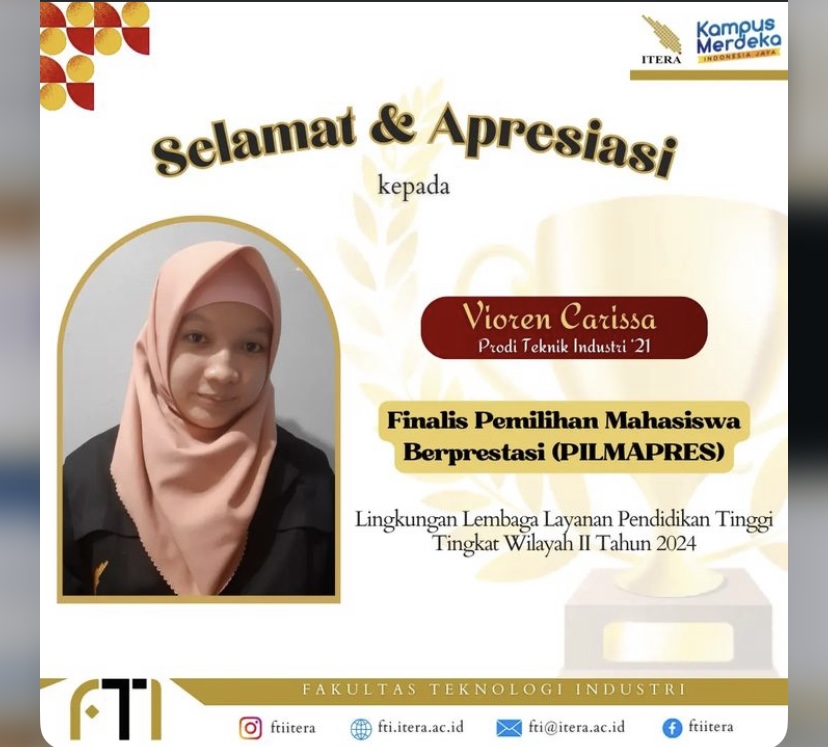 ITERA
Kampus
Merdeka
INDONESIA JAYA
Selamat & Apresiasi
kepada
Vioren Carissa
Prodi Teknik Industri '21
Finalis Pemilihan Mahasiswa
Berprestasi (PILMAPRES)
Lingkungan Lembaga Layanan Pendidikan Tinggi
Tingkat Wilayah II Tahun 2024
FTI
FAKULTAS TEKNOLOGI INDUSTRI
ftiitera fti.itera.ac.id fti@itera.ac.id ftiitera